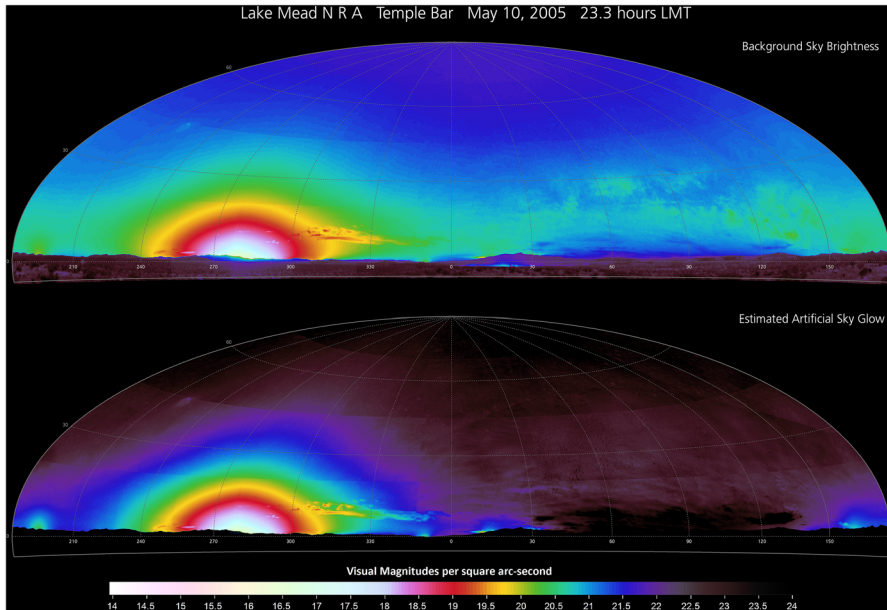 Lake Mead N R A   Temple Bar   May 10, 2005   23.3 hours LMT
Background Sky Brightness
60
30
0
210 240 270 300 330 0 30 60 90 120 150
Estimated Artificial Sky Glow
60
30
0
210 240 270 300 330 0 30 60 90 120 150
Visual Magnitudes per square arc-second
14 14.5 15 15.5 16 16.5 17 17.5 18 18.5 19 19.5 20 20.5 21 21.5 22 22.5 23 23.5 24